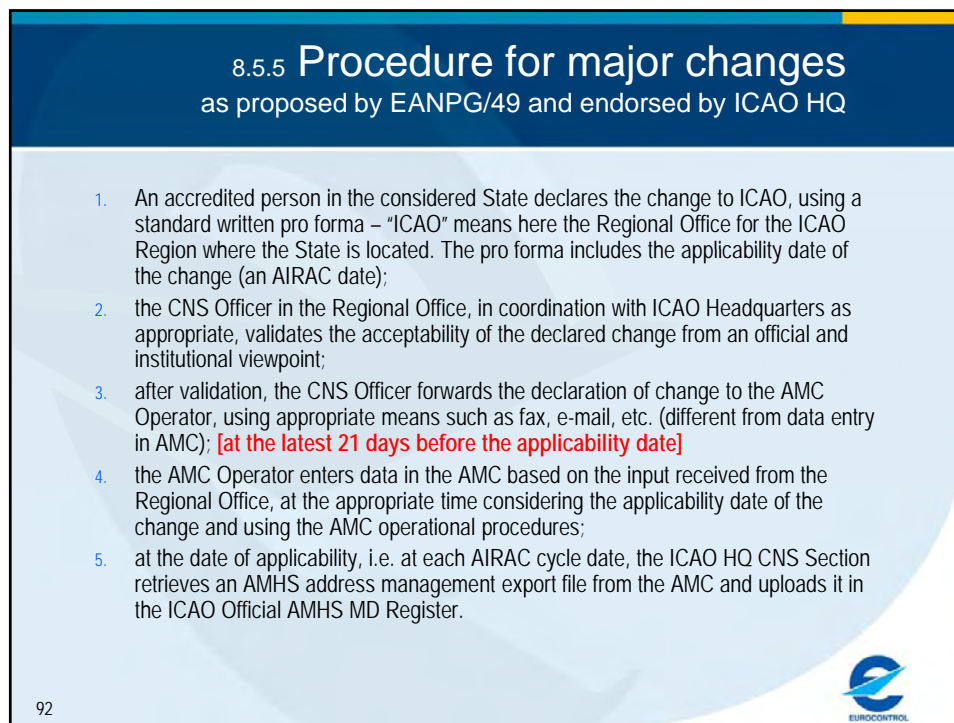 8.5.5 Procedure for major changes
as proposed by EANPG/49 and endorsed by ICAO HQ
1. An accredited person in the considered State declares the change to ICAO, using a
standard written pro forma – “ICAO” means here the Regional Office for the ICAO
Region where the State is located. The pro forma includes the applicability date of
the change (an AIRAC date);
2. the CNS Officer in the Regional Office, in coordination with ICAO Headquarters as
appropriate, validates the acceptability of the declared change from an official and
institutional viewpoint;
3. after validation, the CNS Officer forwards the declaration of change to the AMC
Operator, using appropriate means such as fax, e-mail, etc. (different from data entry
in AMC); [at the latest 21 days before the applicability date]
4. the AMC Operator enters data in the AMC based on the input received from the
Regional Office, at the appropriate time considering the applicability date of the
change and using the AMC operational procedures;
5. at the date of applicability, i.e. at each AIRAC cycle date, the ICAO HQ CNS Section
retrieves an AMHS address management export file from the AMC and uploads it in
the ICAO Official AMHS MD Register.
92
EUROCONTROL